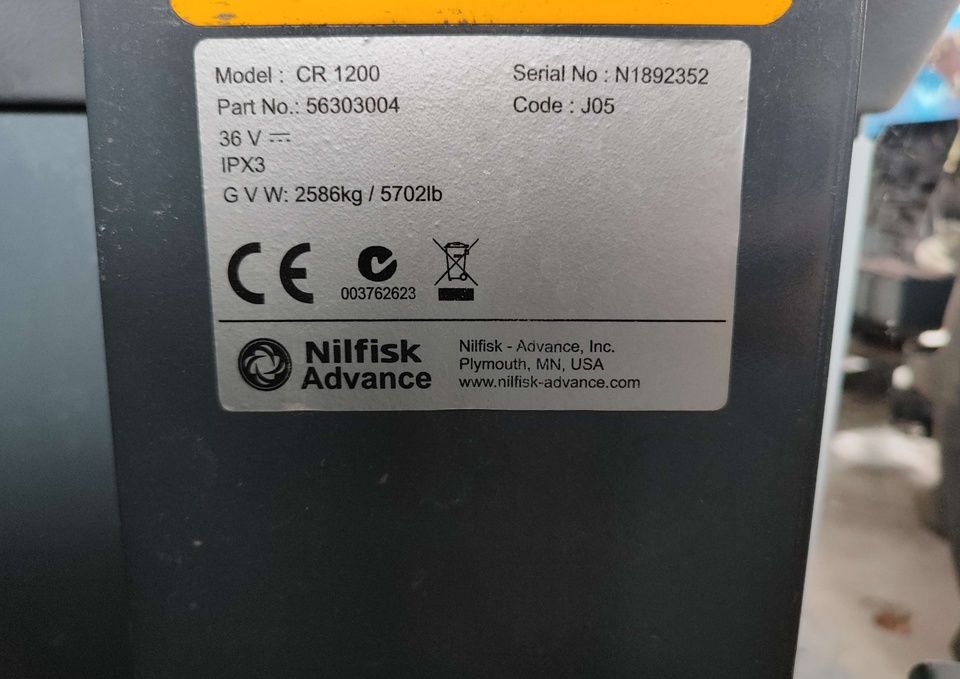 Model : CR 1200
Serial No : N1892352
Part No.: 56303004
Code : J05
36 V
IPX3
G V W: 2586kg / 5702lb
CE
003762623
Nilfisk
Advance
Nilfisk - Advance, Inc.
Plymouth, MN, USA
www.nilfisk-advance.com